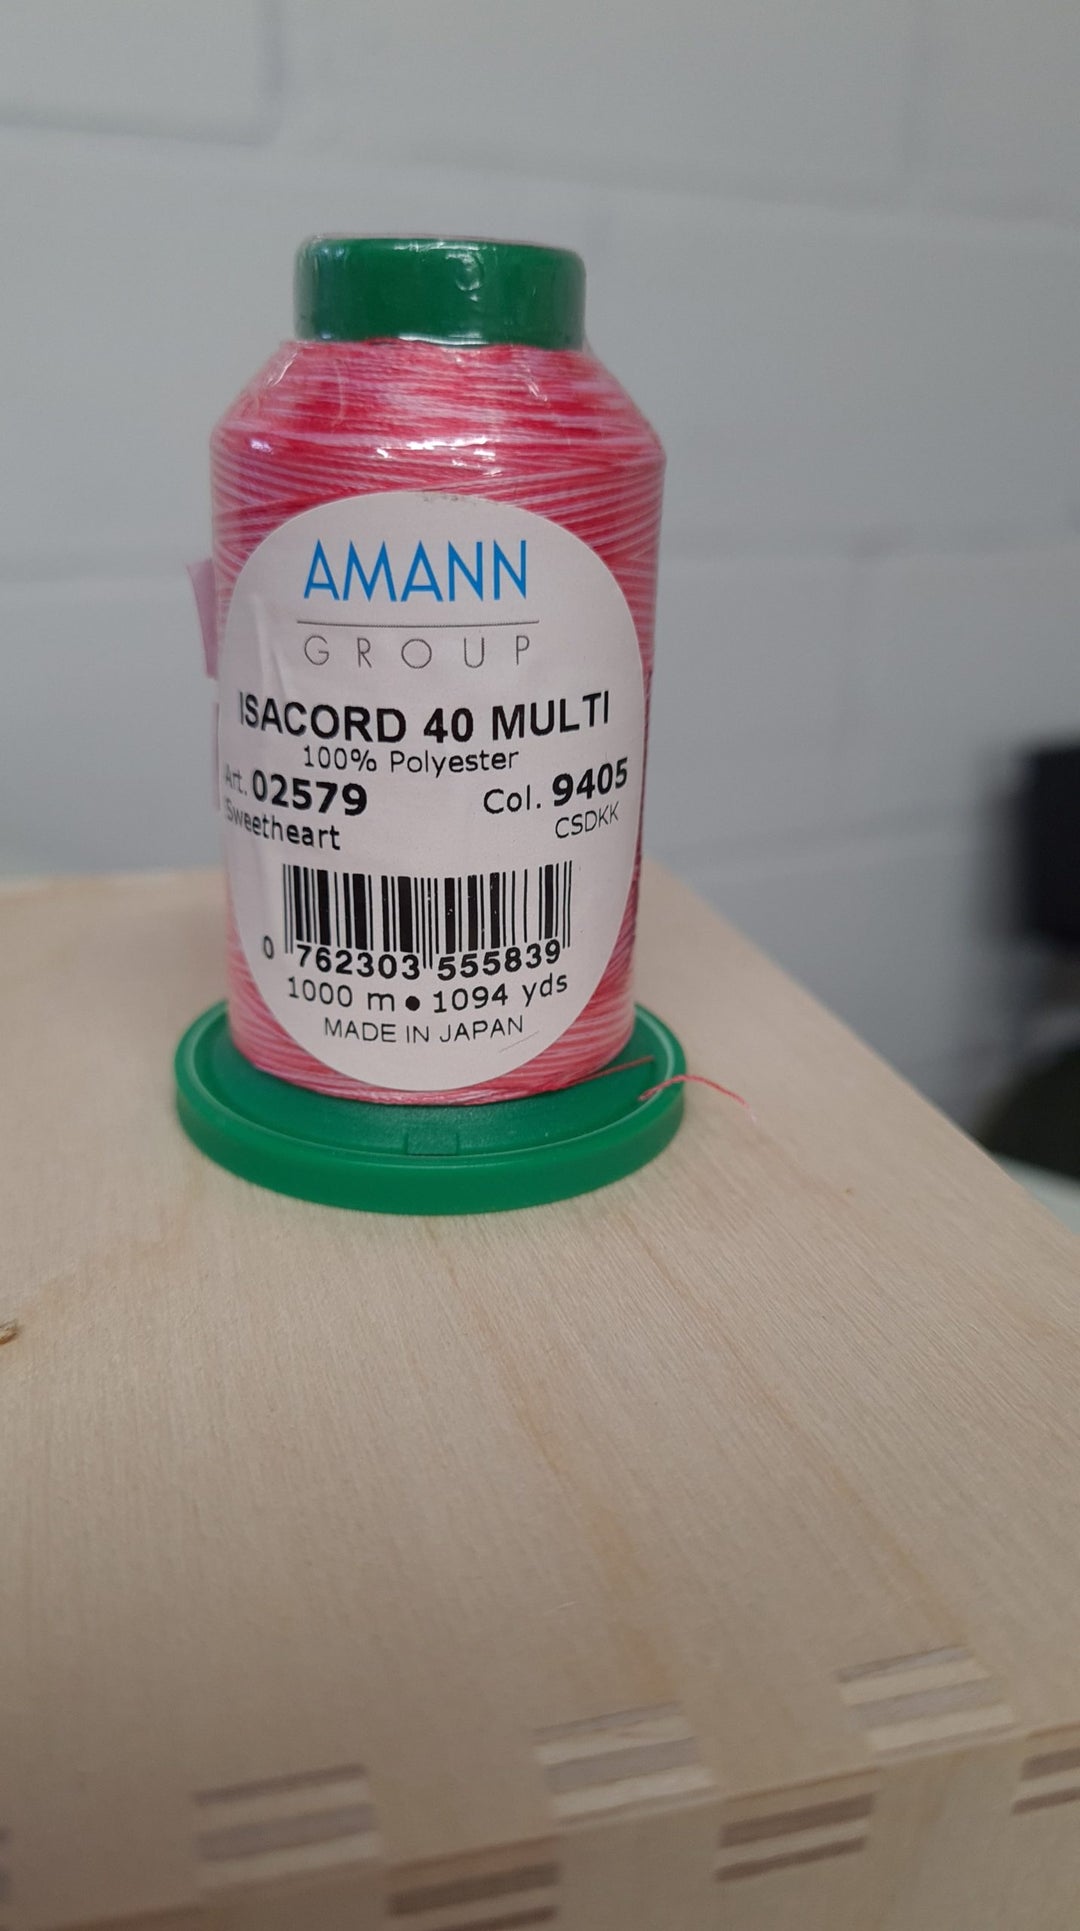 AMANN
GROUP
ISACORD 40 MULTI
100% Polyester
Art. 02579 Col. 9405
Sweetheart CSDKK
0 762303 555839
1000 m • 1094 yds
MADE IN JAPAN